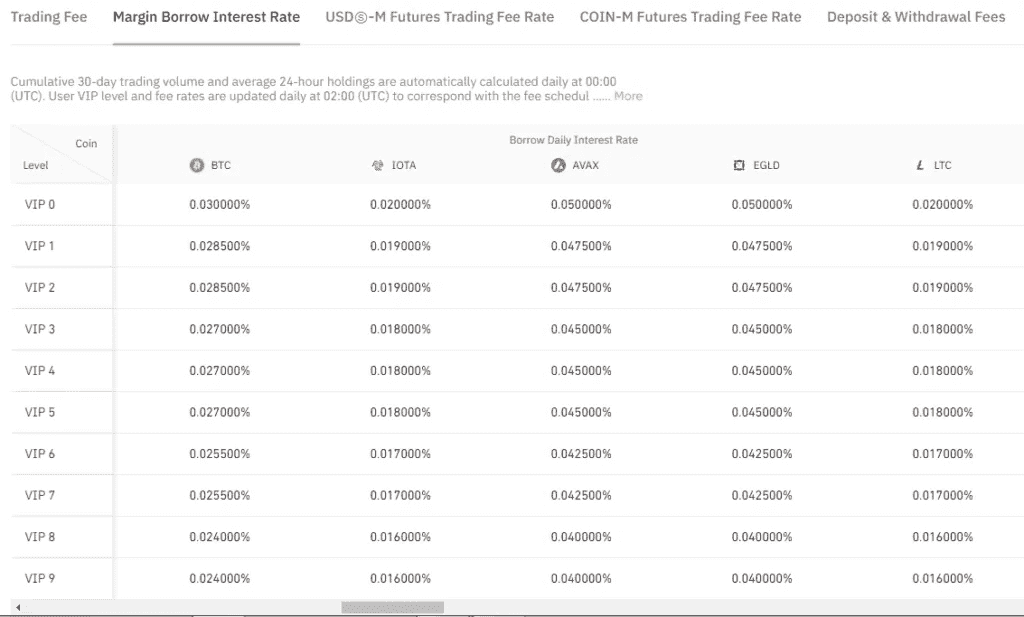 Trading Fee Margin Borrow Interest Rate USDⓈ-M Futures Trading Fee Rate COIN-M Futures Trading Fee Rate Deposit & Withdrawal Fees
Cumulative 30-day trading volume and average 24-hour holdings are automatically calculated daily at 00:00
(UTC). User VIP level and fee rates are updated daily at 02:00 (UTC) to correspond with the fee schedul ...... More
Coin
Level
Borrow Daily Interest Rate
BTC IOTA AVAX EGLD LTC
VIP 0 0.030000% 0.020000% 0.050000% 0.050000% 0.020000%
VIP 1 0.028500% 0.019000% 0.047500% 0.047500% 0.019000%
VIP 2 0.028500% 0.019000% 0.047500% 0.047500% 0.019000%
VIP 3 0.027000% 0.018000% 0.045000% 0.045000% 0.018000%
VIP 4 0.027000% 0.018000% 0.045000% 0.045000% 0.018000%
VIP 5 0.027000% 0.018000% 0.045000% 0.045000% 0.018000%
VIP 6 0.025500% 0.017000% 0.042500% 0.042500% 0.017000%
VIP 7 0.025500% 0.017000% 0.042500% 0.042500% 0.017000%
VIP 8 0.024000% 0.016000% 0.040000% 0.040000% 0.016000%
VIP 9 0.024000% 0.016000% 0.040000% 0.040000% 0.016000%